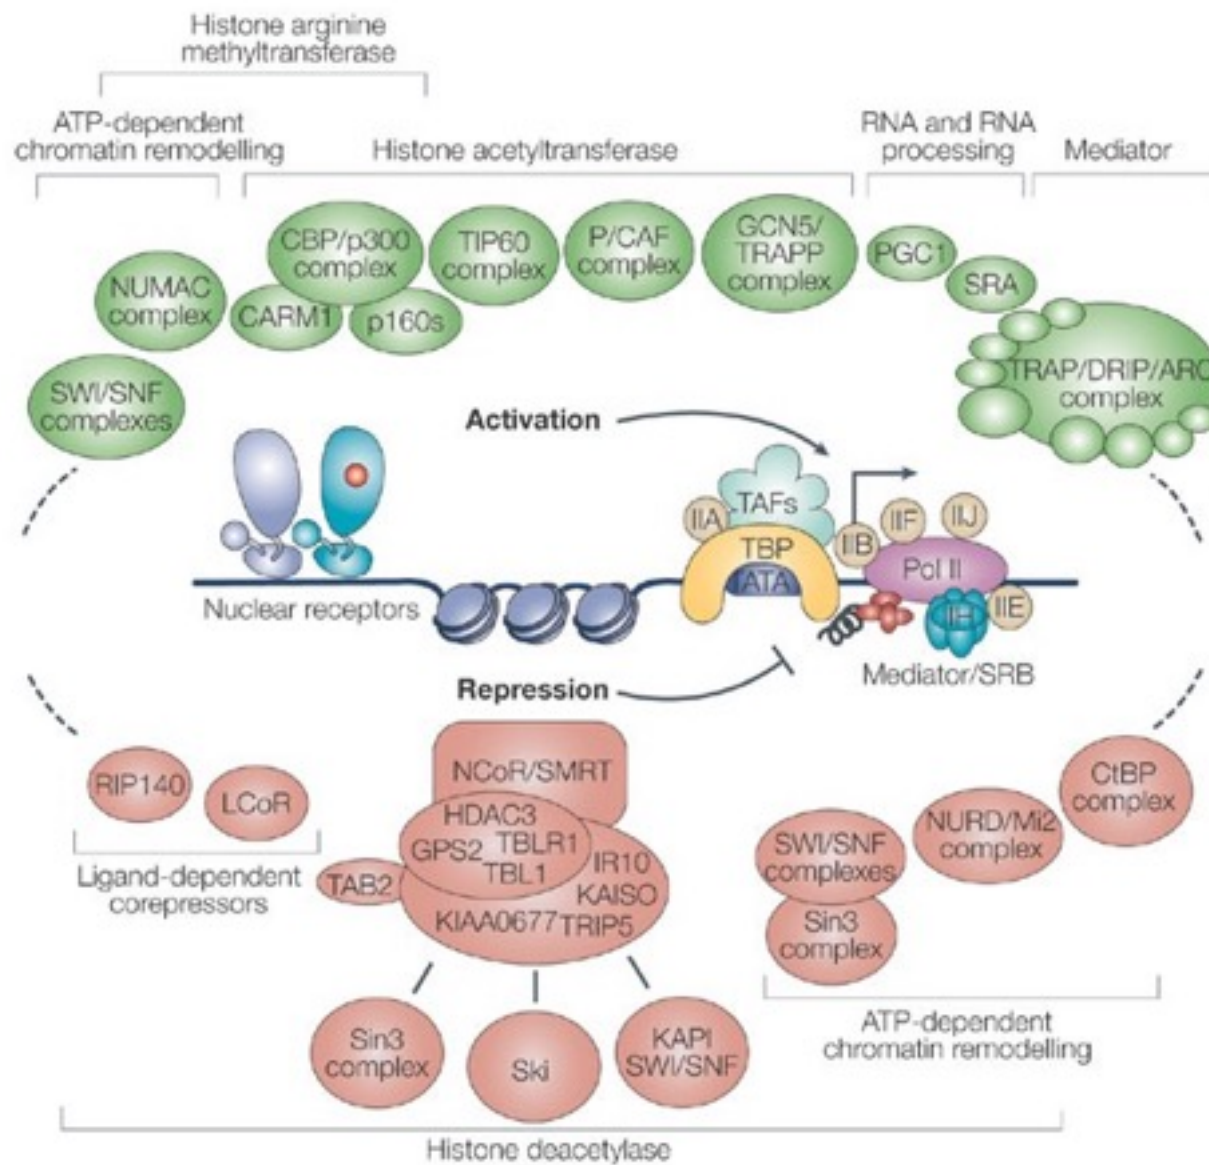 Histone arginine
methyltransferase
ATP-dependent
chromatin remodelling
Histone acetyltransferase
RNA and RNA
processing
Mediator
CBP/p300
complex
TIP60
complex
P/CAF
complex
GCN5/
TRAPP
complex
PGC1
SRA
NUMAC
complex
CARM1
p160s
SWI/SNF
complexes
TRAP/DRIP/ARC
complex
Activation
TAFs
IIA
IIB
IIF
IIJ
TBP
ATA
Pol II
IIH
IIE
Nuclear receptors
Mediator/SRB
Repression
RIP140
LCoR
Ligand-dependent
corepressors
NCoR/SMRT
HDAC3
GPS2
TBLR1
TBL1
IR10
KAISO
TAB2
KIAA0677
TRIP5
CtBP
complex
NURD/Mi2
complex
SWI/SNF
complexes
Sin3
complex
Sin3
complex
Ski
KAPI
SWI/SNF
ATP-dependent
chromatin remodelling
Histone deacetylase